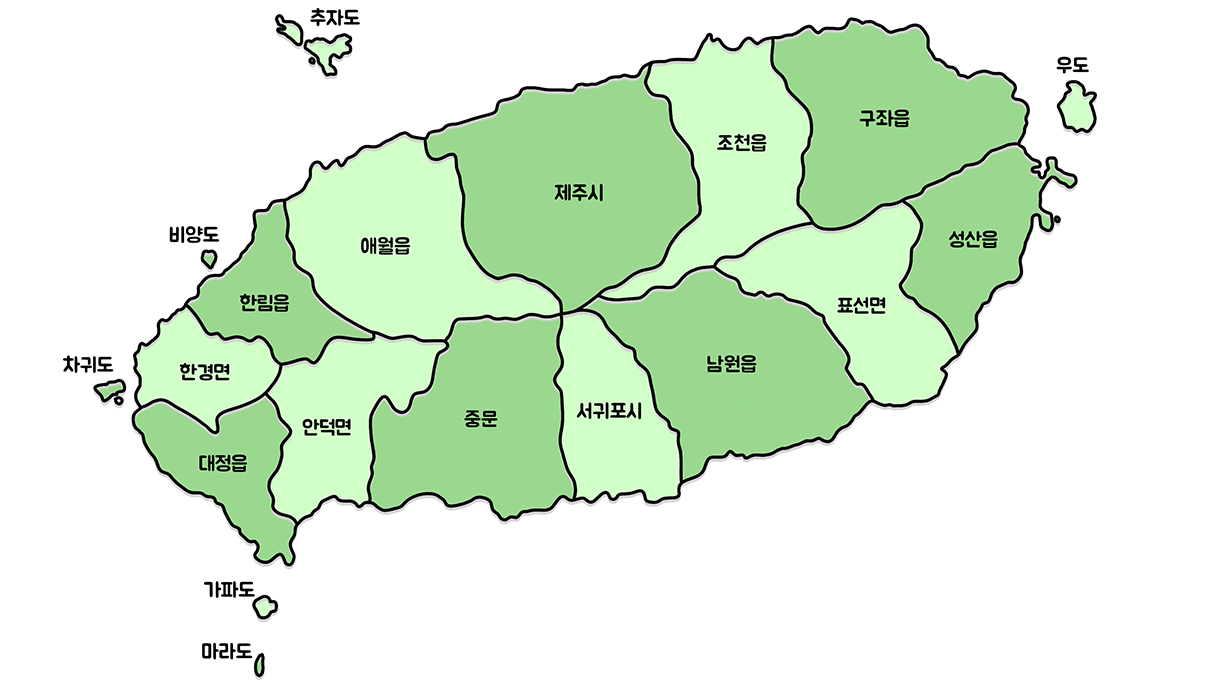 추자도
우도
구좌읍
조천읍
제주시
비양도
애월읍
성산읍
한림읍
표선면
차귀도
한경면
남원읍
서귀포시
중문
안덕면
대정읍
가파도
마라도